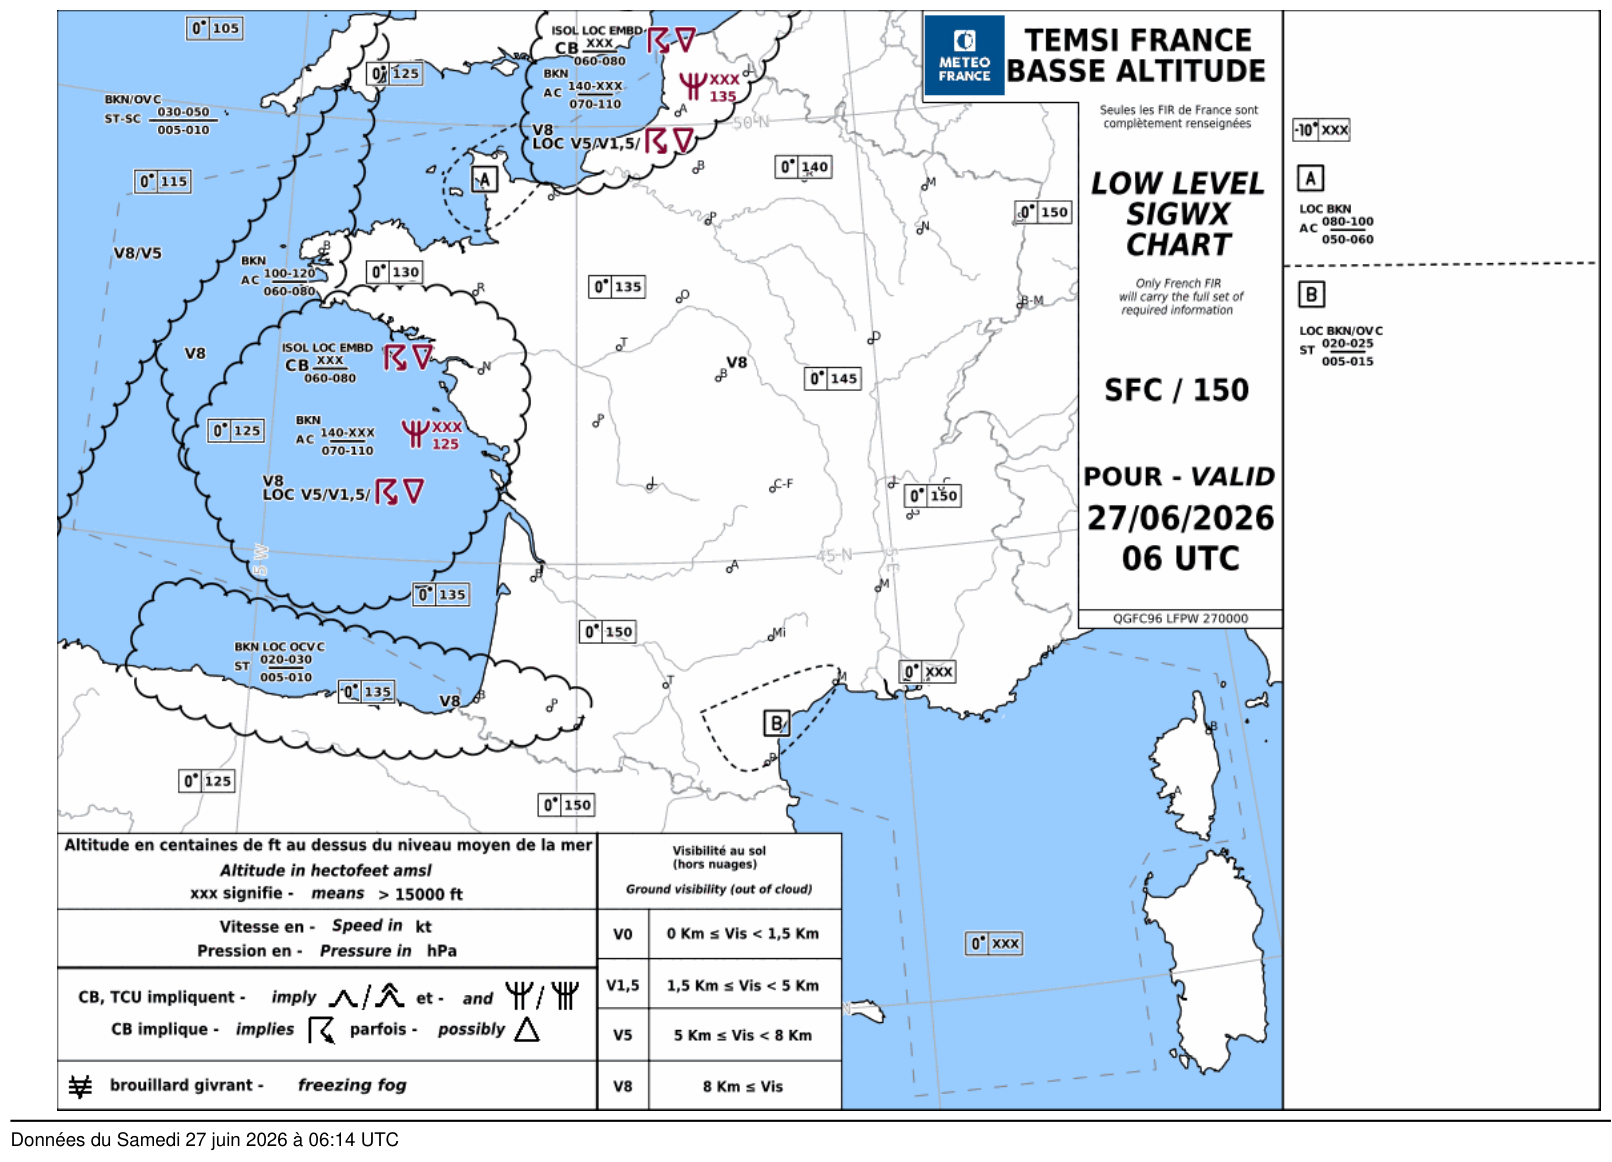 0° 105
ISOL LOC EMBD
CB XXX
060-080
BKN
AC 140-XXX
070-110
XXX
135
V8
LOC V5/V1,5/
0° 125
BKN/OVC
ST-SC 030-050
005-010
0° 115
V8/V5
A
L
A
50°N
C
B
C
0° 140
R
M
P
N
S
0° 150
B
BKN
AC 100-120
060-080
0° 130
R
0° 135
O
B-M
D
T
V8
B
V8
ISOL LOC EMBD
CB XXX
060-080
N
0° 145
0° 125
BKN
AC 140-XXX
070-110
XXX
125
P
V8
LOC V5/V1,5/
L
C-F
L
C
0° 150
G
45°N
5°E
5°W
B
A
M
0° 135
0° 150
Mi
BKN LOC OCVC
ST 020-030
005-010
N
0° 135
V8
B
P
T
M
0° XXX
B
P
B
A
0° 125
0° 150
0° XXX
METEO
FRANCE
TEMSI FRANCE
BASSE ALTITUDE
Seules les FIR de France sont
complètement renseignées
LOW LEVEL
SIGWX
CHART
Only French FIR
will carry the full set of
required information
SFC / 150
POUR - VALID
27/06/2026
06 UTC
QGFC96 LFPW 270000
-10° XXX
A
LOC BKN
AC 080-100
050-060
B
LOC BKN/OVC
ST 020-025
005-015
Altitude en centaines de ft au dessus du niveau moyen de la mer
Altitude in hectofeet amsl
xxx signifie - means > 15000 ft
Vitesse en - Speed in kt
Pression en - Pressure in hPa
CB, TCU impliquent - imply / et - and /
CB implique - implies parfois - possibly
brouillard givrant - freezing fog
Visibilité au sol
(hors nuages)
Ground visibility (out of cloud)
V0 0 Km ≤ Vis < 1,5 Km
V1,5 1,5 Km ≤ Vis < 5 Km
V5 5 Km ≤ Vis < 8 Km
V8 8 Km ≤ Vis
Données du Samedi 27 juin 2026 à 06:14 UTC